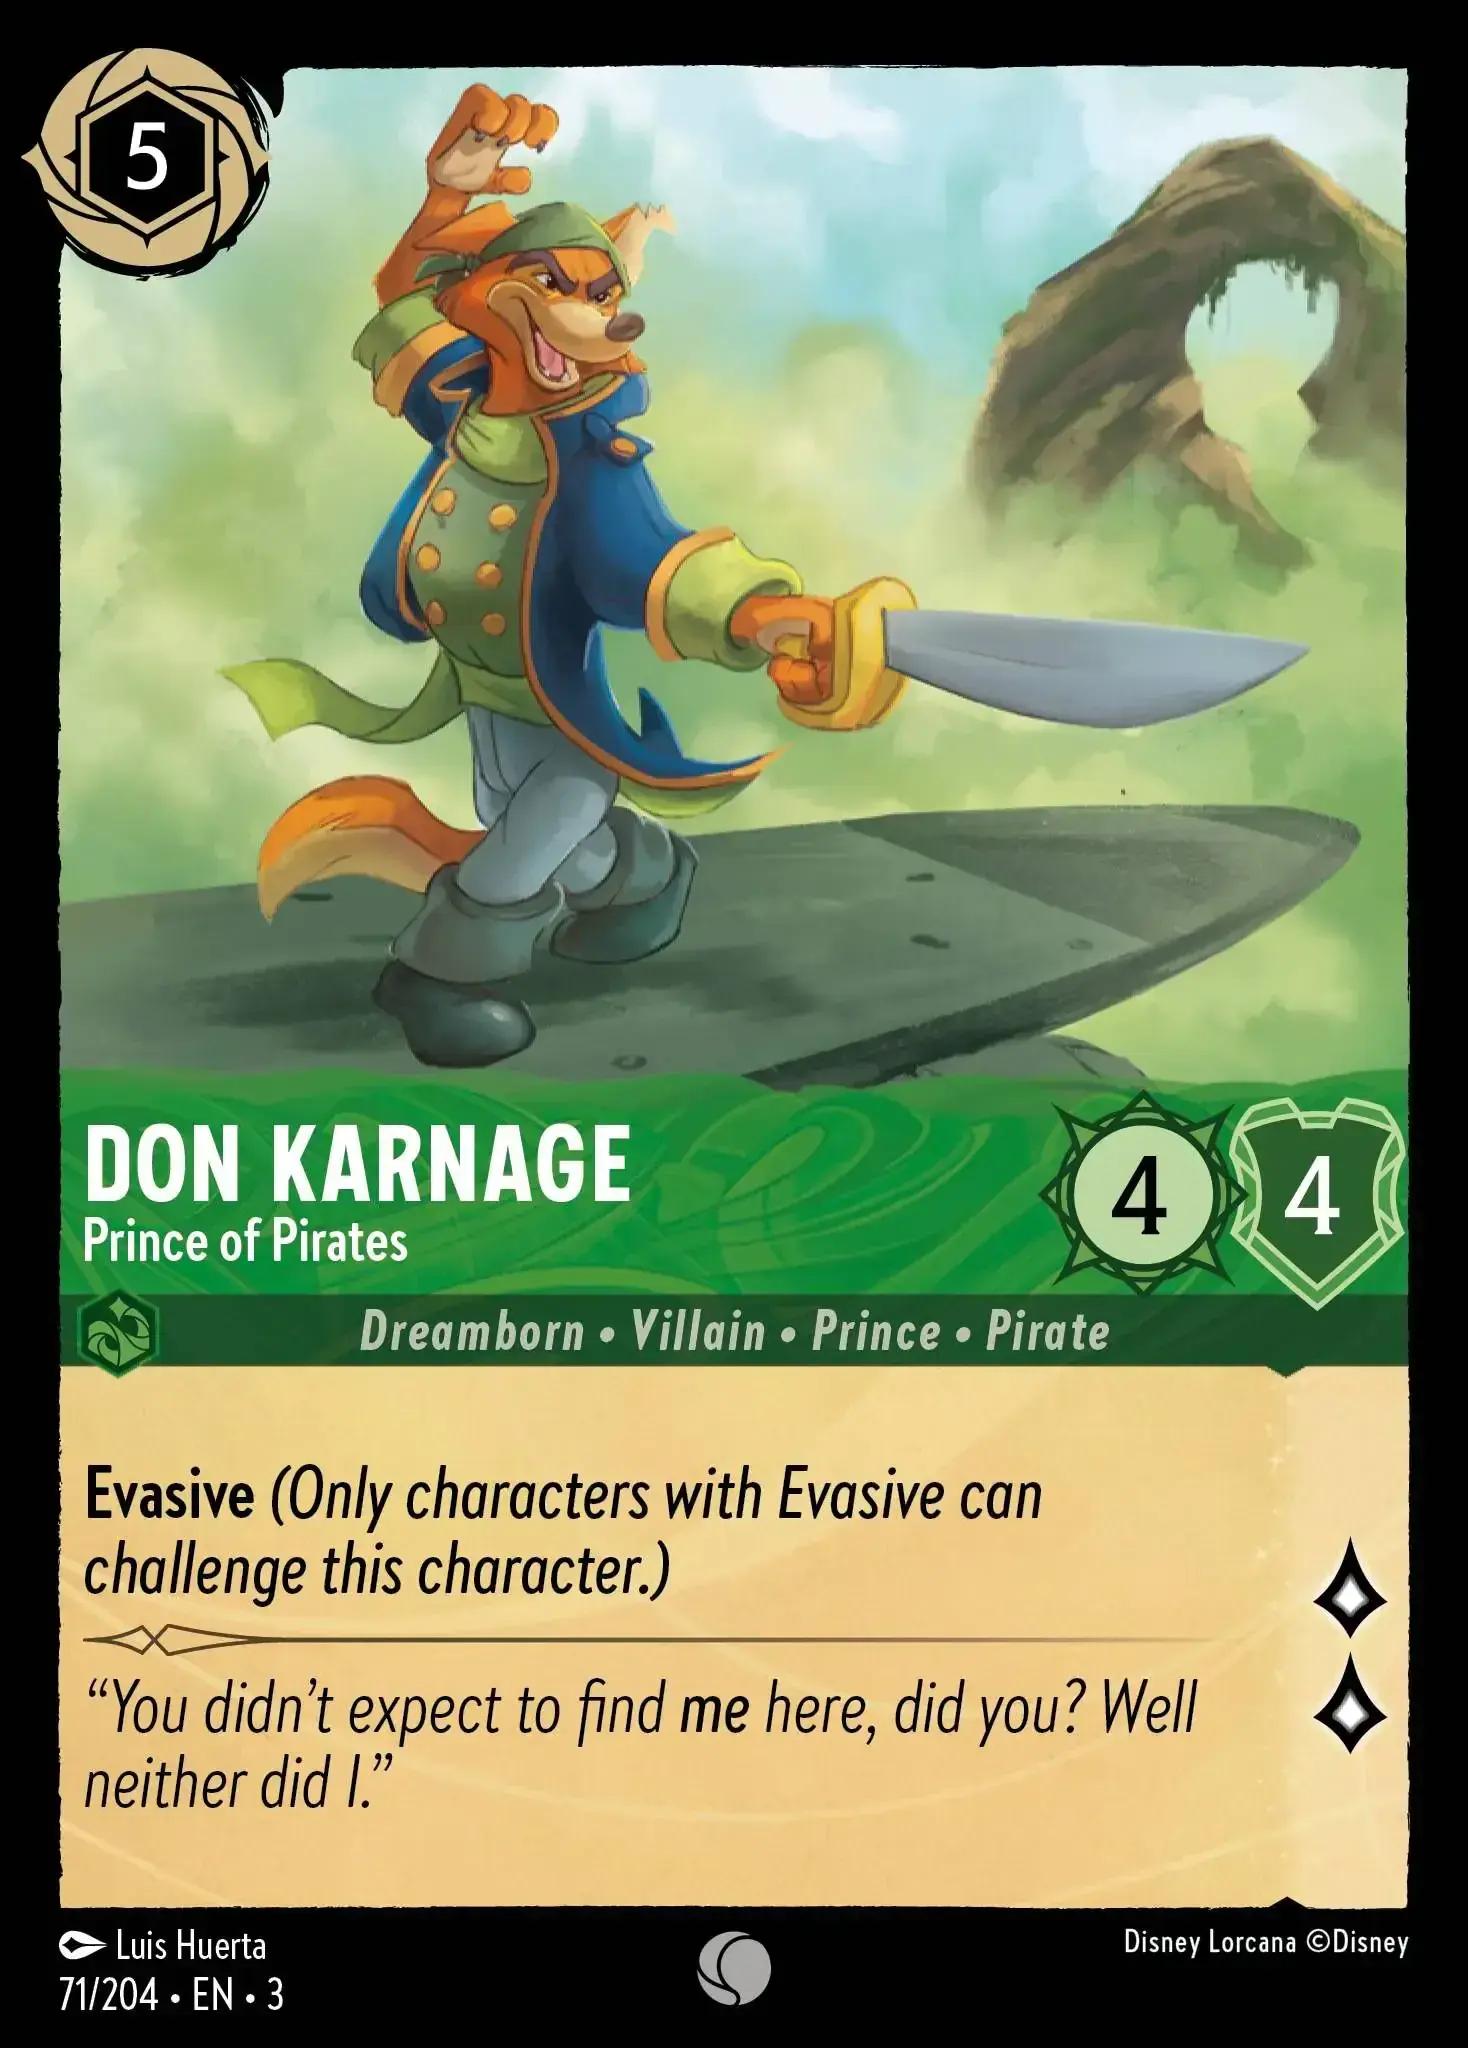 5
DON KARNAGE
Prince of Pirates
4
4
Dreamborn • Villain • Prince • Pirate
Evasive (Only characters with Evasive can
challenge this character.)
“You didn’t expect to find me here, did you? Well
neither did I.”
Luis Huerta
Disney Lorcana ©Disney
71/204 • EN • 3